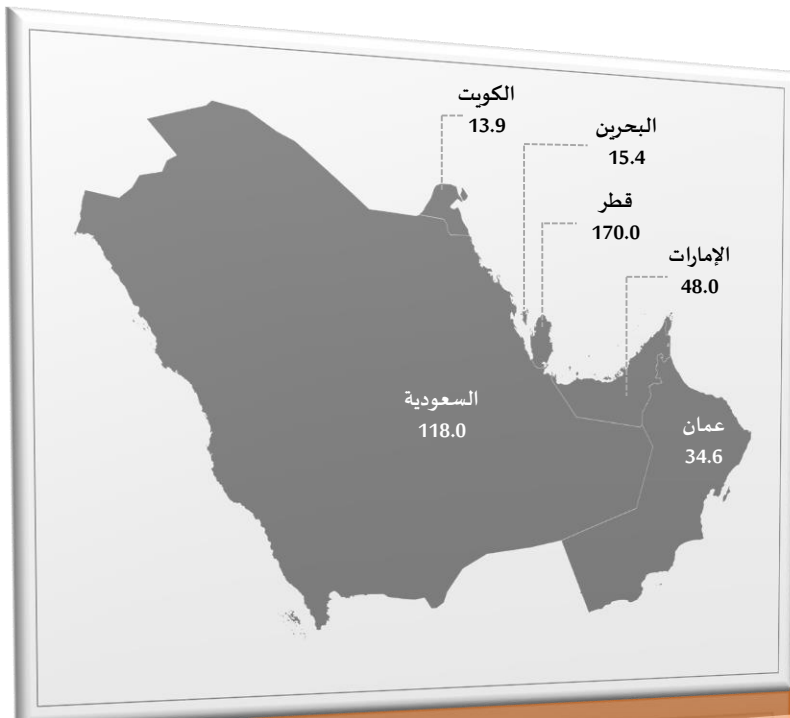 الكويت
13.9
البحرين
15.4
قطر
170.0
الإمارات
48.0
السعودية
118.0
عمان
34.6